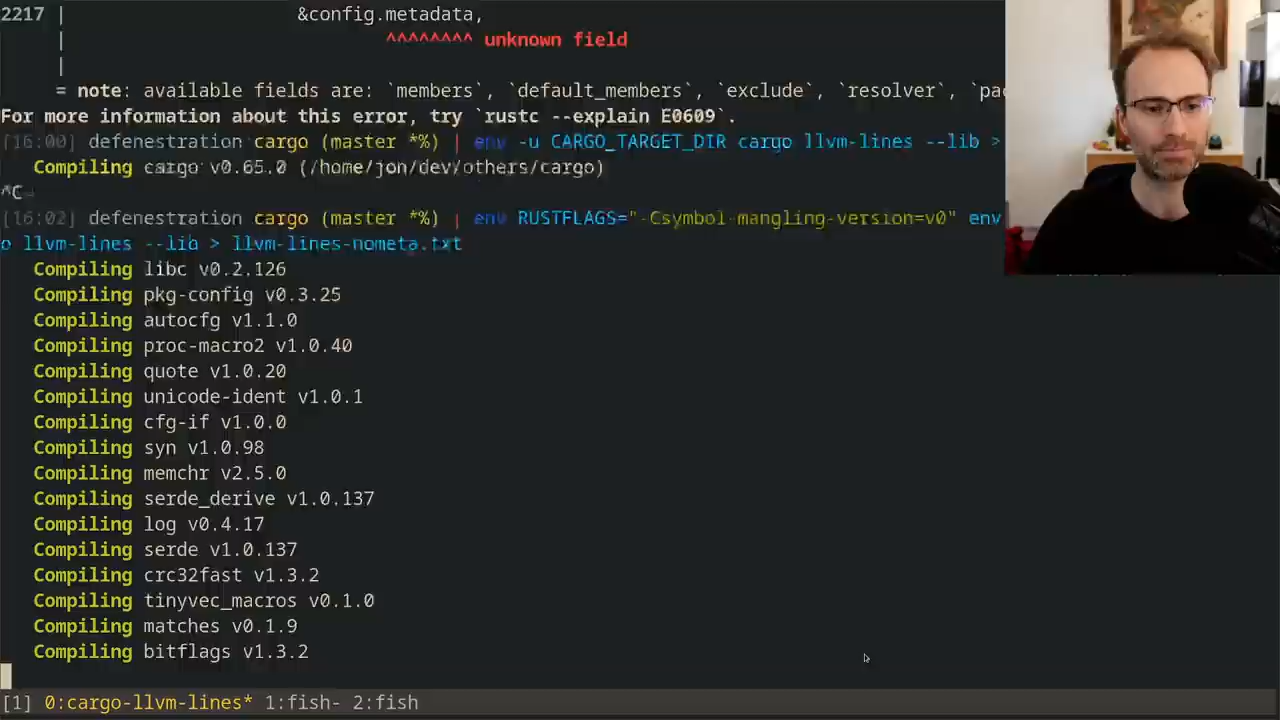 2217 |                     &config.metadata,
     |                             ^^^^^^^^ unknown field
     |
     = note: available fields are: `members`, `default_members`, `exclude`, `resolver`, `pac
For more information about this error, try `rustc --explain E0609`.
[16:00] defenestration cargo (master *%) | env -u CARGO_TARGET_DIR cargo llvm-lines --lib >
   Compiling cargo v0.65.0 (/home/jon/dev/others/cargo)
^C
[16:02] defenestration cargo (master *%) | env RUSTFLAGS="-Csymbol-mangling-version=v0" env
o llvm-lines --lib > llvm-lines-nometa.txt
   Compiling libc v0.2.126
   Compiling pkg-config v0.3.25
   Compiling autocfg v1.1.0
   Compiling proc-macro2 v1.0.40
   Compiling quote v1.0.20
   Compiling unicode-ident v1.0.1
   Compiling cfg-if v1.0.0
   Compiling syn v1.0.98
   Compiling memchr v2.5.0
   Compiling serde_derive v1.0.137
   Compiling log v0.4.17
   Compiling serde v1.0.137
   Compiling crc32fast v1.3.2
   Compiling tinyvec_macros v0.1.0
   Compiling matches v0.1.9
   Compiling bitflags v1.3.2
[1] 0:cargo-llvm-lines* 1:fish- 2:fish